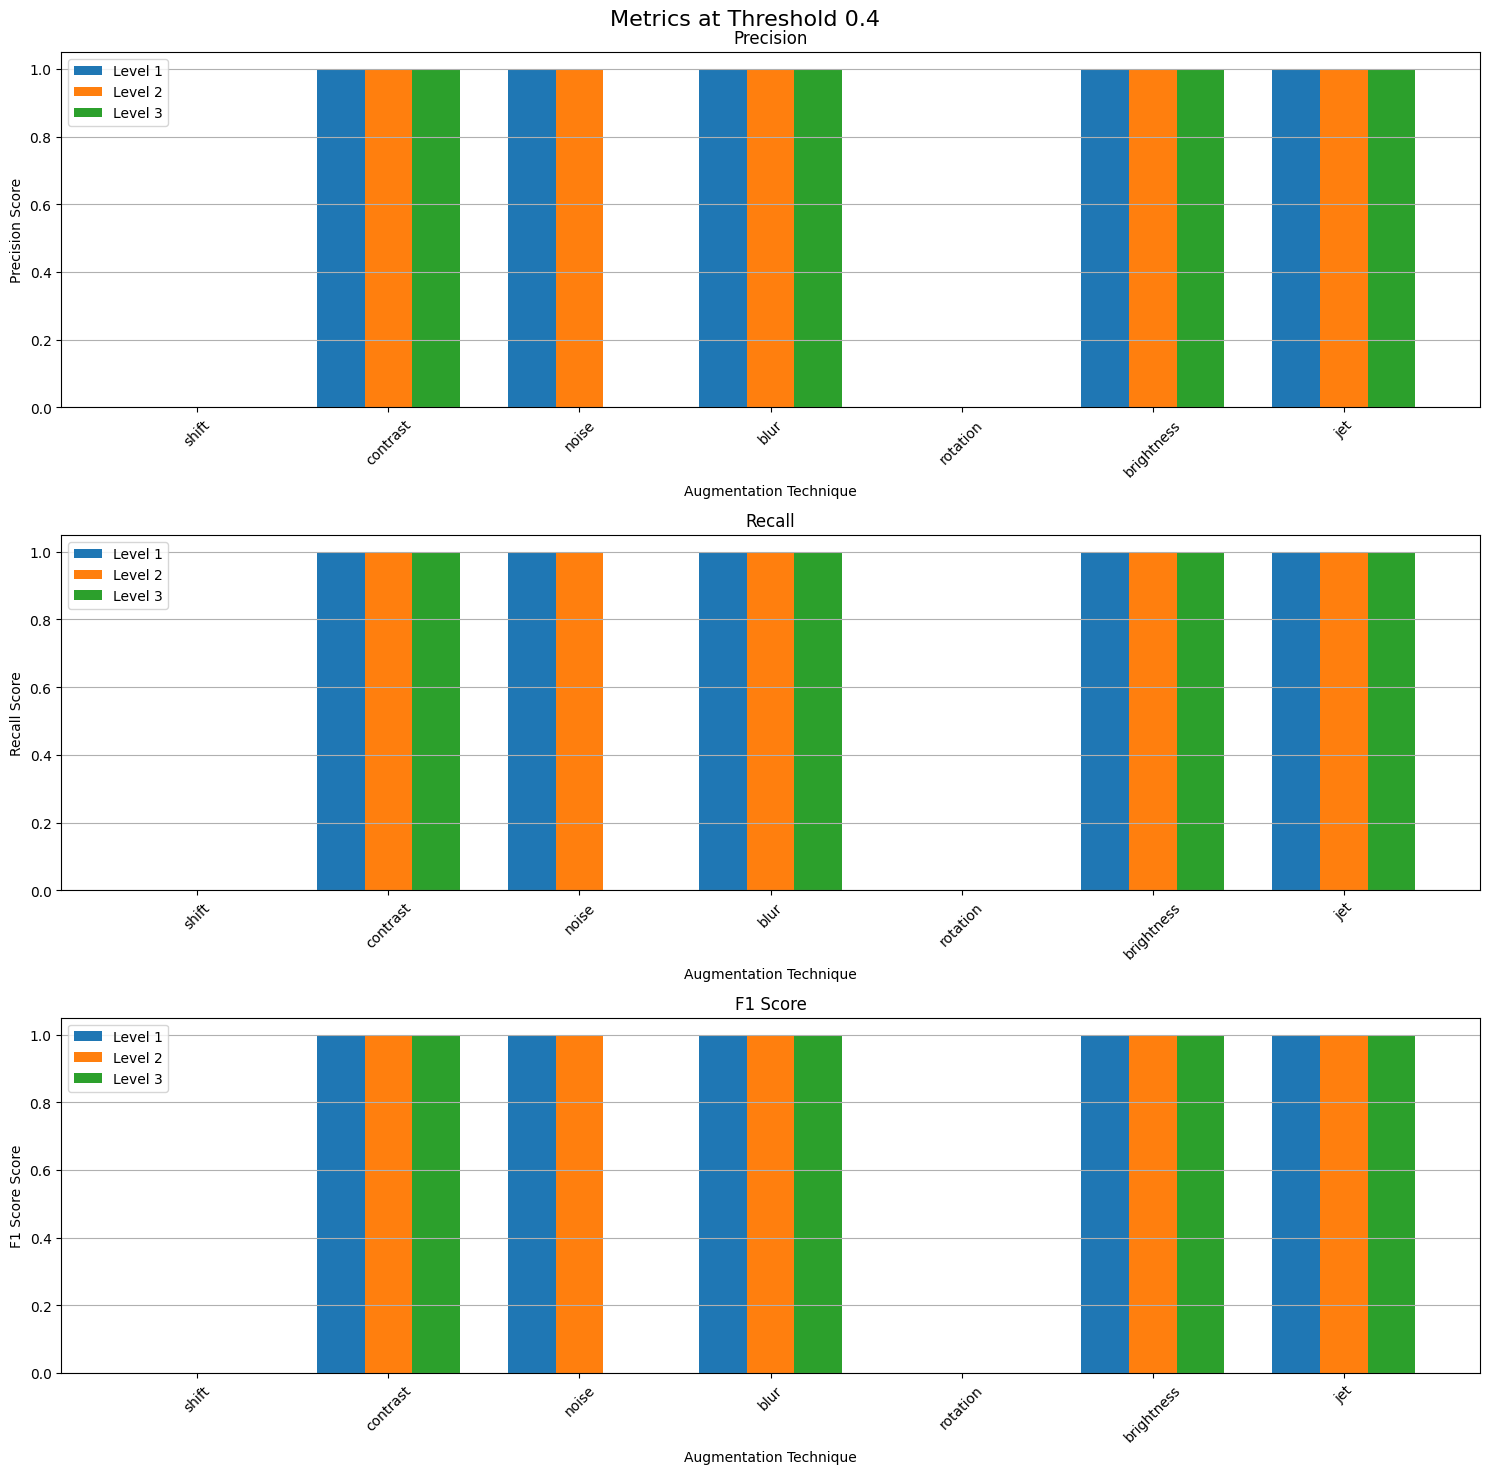 Metrics at Threshold 0.4
Precision
Level 1
Level 2
Level 3
Precision Score
1.0
0.8
0.6
0.4
0.2
0.0
shift
contrast
noise
blur
rotation
brightness
jet
Augmentation Technique
Recall
Level 1
Level 2
Level 3
Recall Score
1.0
0.8
0.6
0.4
0.2
0.0
shift
contrast
noise
blur
rotation
brightness
jet
Augmentation Technique
F1 Score
Level 1
Level 2
Level 3
F1 Score Score
1.0
0.8
0.6
0.4
0.2
0.0
shift
contrast
noise
blur
rotation
brightness
jet
Augmentation Technique